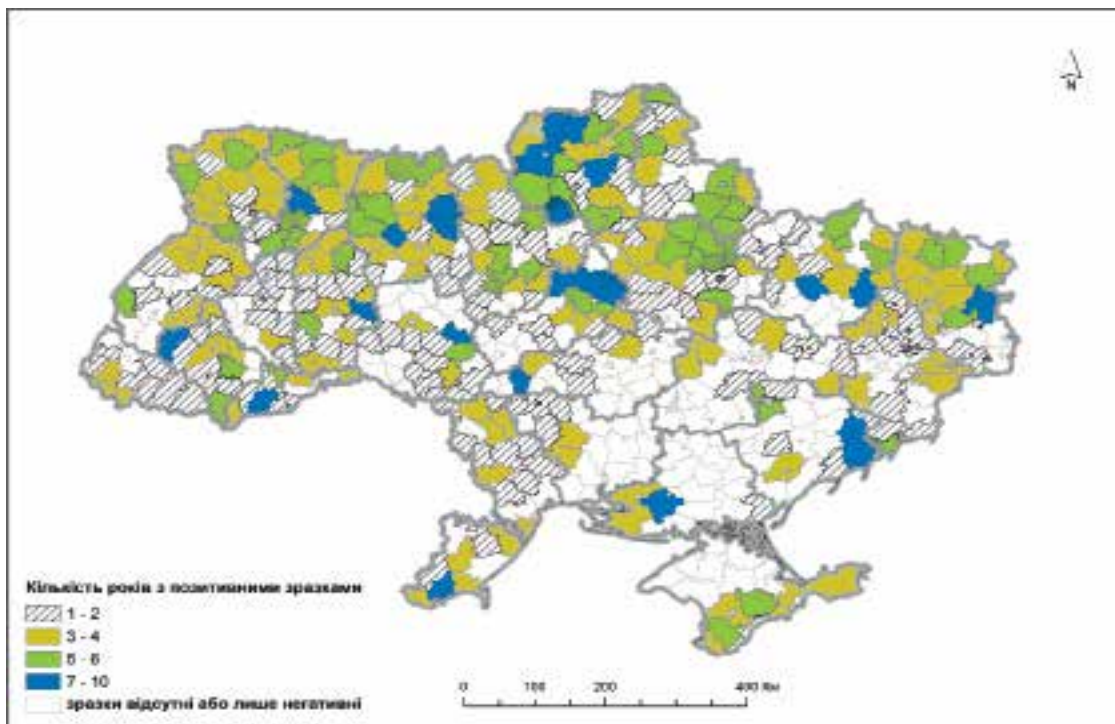 N
Кількість років з позитивними зразками
1 - 2
3 - 4
5 - 6
7 - 10
зразки відсутні або лише негативні
0 100 200 400 Км